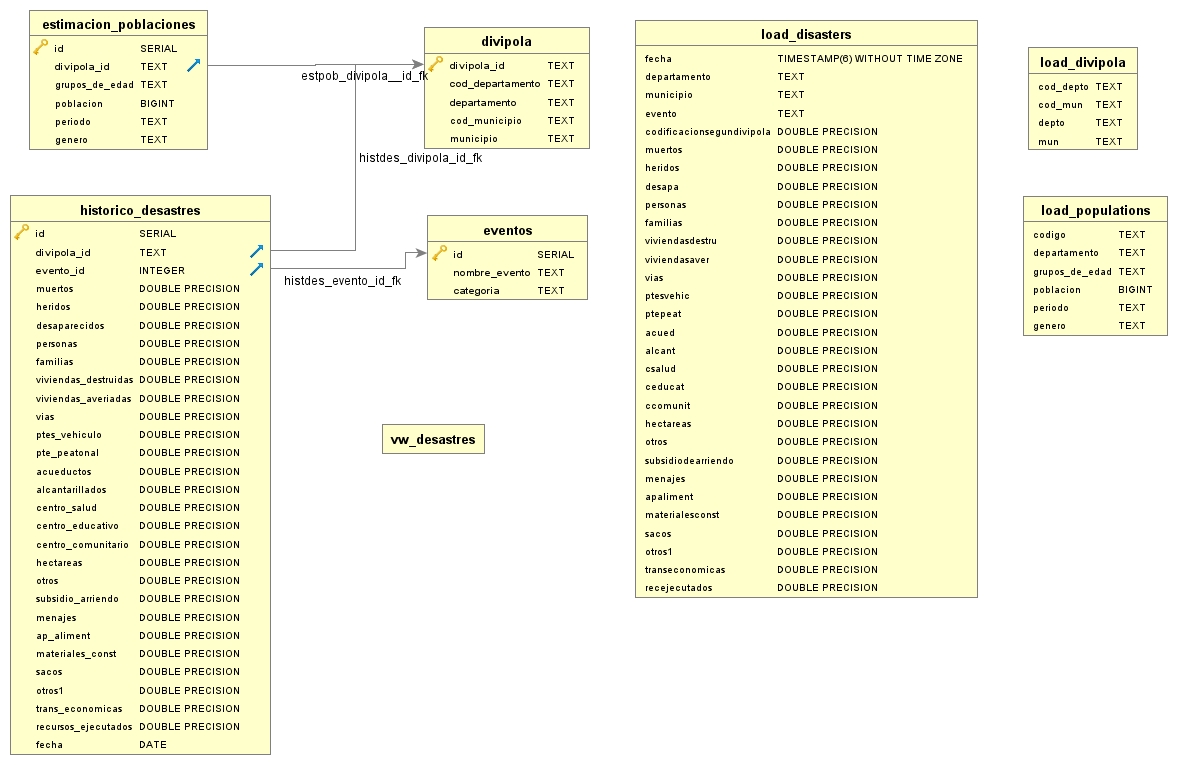 estimacion_poblaciones
id SERIAL
divipola_id TEXT
grupos_de_edad TEXT
poblacion BIGINT
periodo TEXT
genero TEXT
estpob_divipola__id_fk
divipola
divipola_id TEXT
cod_departamento TEXT
departamento TEXT
cod_municipio TEXT
municipio TEXT
histdes_divipola_id_fk
historico_desastres
id SERIAL
divipola_id TEXT
evento_id INTEGER
muertos DOUBLE PRECISION
heridos DOUBLE PRECISION
desaparecidos DOUBLE PRECISION
personas DOUBLE PRECISION
familias DOUBLE PRECISION
viviendas_destruidas DOUBLE PRECISION
viviendas_averiadas DOUBLE PRECISION
vias DOUBLE PRECISION
ptes_vehiculo DOUBLE PRECISION
pte_peatonal DOUBLE PRECISION
acueductos DOUBLE PRECISION
alcantarillados DOUBLE PRECISION
centro_salud DOUBLE PRECISION
centro_educativo DOUBLE PRECISION
centro_comunitario DOUBLE PRECISION
hectareas DOUBLE PRECISION
otros DOUBLE PRECISION
subsidio_arriendo DOUBLE PRECISION
menajes DOUBLE PRECISION
ap_aliment DOUBLE PRECISION
materiales_const DOUBLE PRECISION
sacos DOUBLE PRECISION
otros1 DOUBLE PRECISION
trans_economicas DOUBLE PRECISION
recursos_ejecutados DOUBLE PRECISION
fecha DATE
histdes_evento_id_fk
eventos
id SERIAL
nombre_evento TEXT
categoria TEXT
vw_desastres
load_disasters
fecha TIMESTAMP(6) WITHOUT TIME ZONE
departamento TEXT
municipio TEXT
evento TEXT
codificacionsegundivipola DOUBLE PRECISION
muertos DOUBLE PRECISION
heridos DOUBLE PRECISION
desapa DOUBLE PRECISION
personas DOUBLE PRECISION
familias DOUBLE PRECISION
viviendasdestru DOUBLE PRECISION
viviendasaver DOUBLE PRECISION
vias DOUBLE PRECISION
ptesvehic DOUBLE PRECISION
ptepeat DOUBLE PRECISION
acued DOUBLE PRECISION
alcant DOUBLE PRECISION
csalud DOUBLE PRECISION
ceducat DOUBLE PRECISION
ccomunit DOUBLE PRECISION
hectareas DOUBLE PRECISION
otros DOUBLE PRECISION
subsidiodearriendo DOUBLE PRECISION
menajes DOUBLE PRECISION
apaliment DOUBLE PRECISION
materialesconst DOUBLE PRECISION
sacos DOUBLE PRECISION
otros1 DOUBLE PRECISION
transeconomicas DOUBLE PRECISION
recejecutados DOUBLE PRECISION
load_divipola
cod_depto TEXT
cod_mun TEXT
depto TEXT
mun TEXT
load_populations
codigo TEXT
departamento TEXT
grupos_de_edad TEXT
poblacion BIGINT
periodo TEXT
genero TEXT